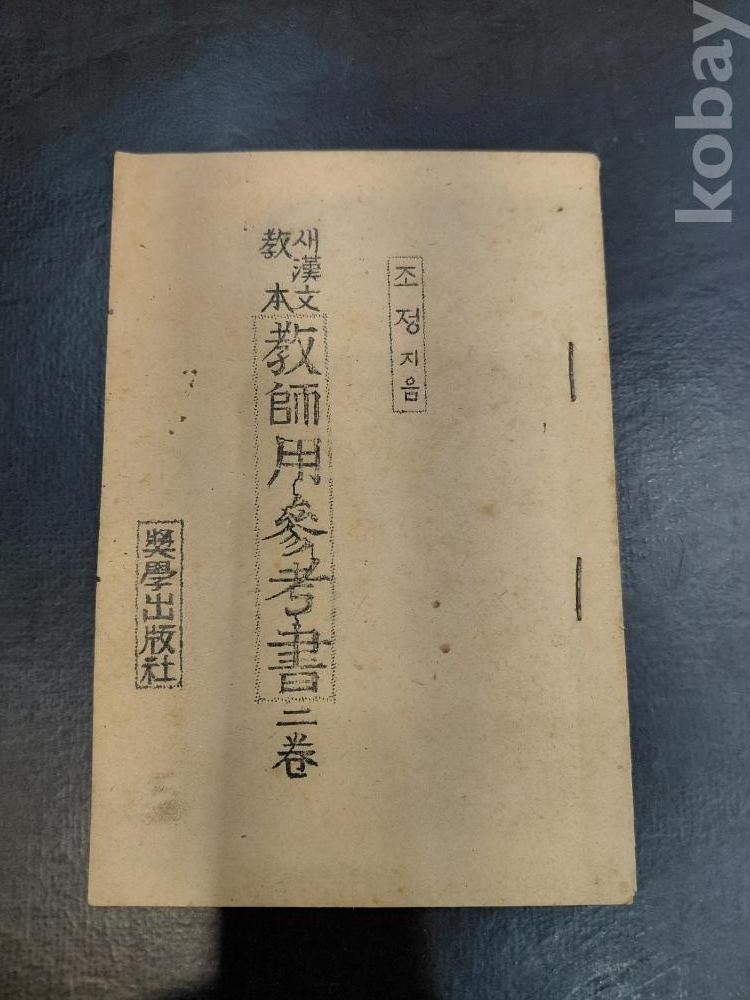 조정지음
새漢文
教本
教師用參考書二卷
奬學出版社
kobay